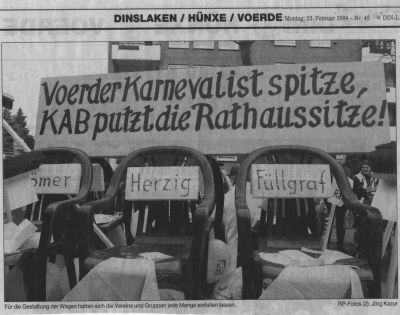 DINSLAKEN / HÜNXE / VOERDE Montag, 23. Februar 2004 – Nr. 45 ◇ DIN-L
Voerder Karnevalist spitze,
KAB putzt die Rathaussitze!
ömer Herzig Füllgraf
Für die Gestaltung der Wagen hatten sich die Vereine und Gruppen jede Menge einfallen lassen. RP-Fotos (2): Jörg Kazur